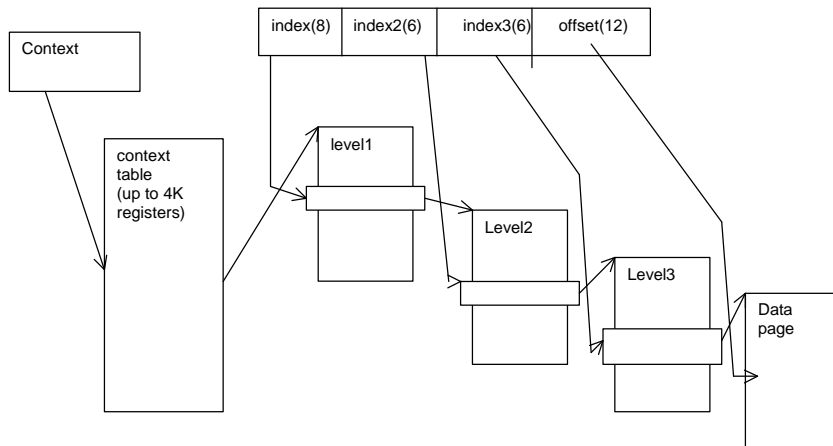 index(8) index2(6) index3(6) offset(12)
Context
context
table
(up to 4K
registers)
level1
Level2
Level3
Data
page